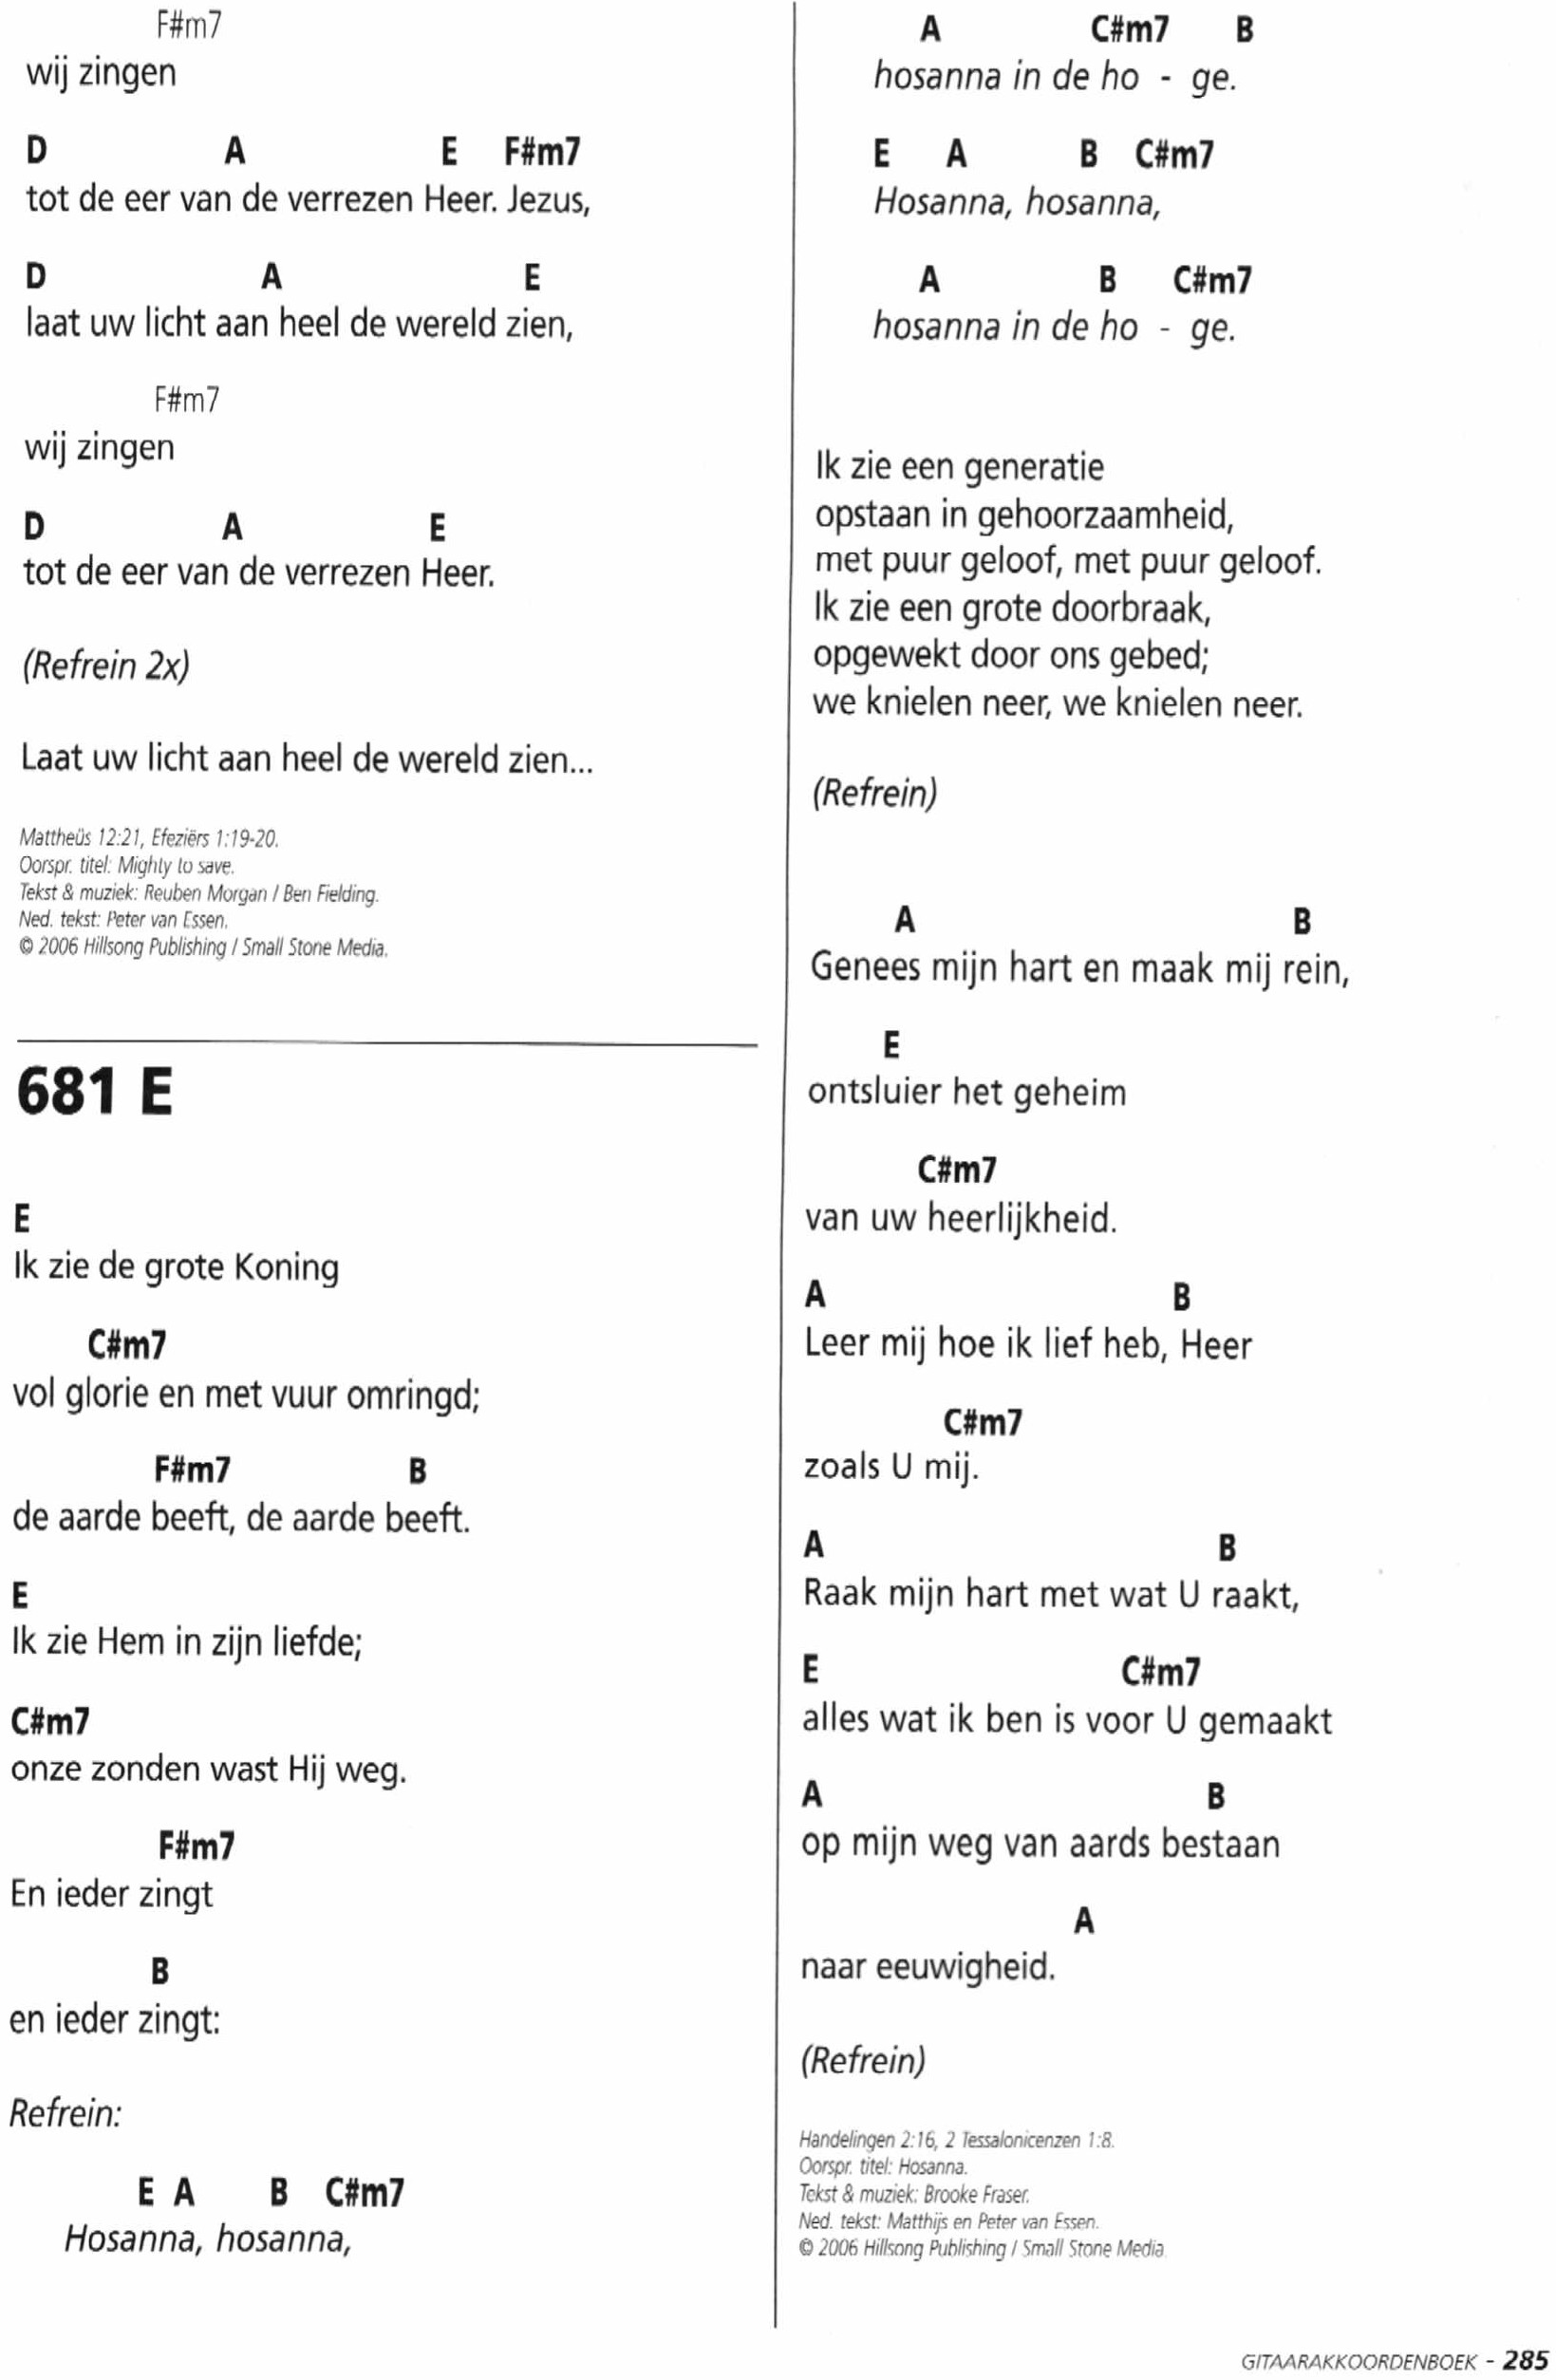 F#m7
wij zingen
D A E F#m7
tot de eer van de verrezen Heer. Jezus,
D A E
laat uw licht aan heel de wereld zien,
F#m7
wij zingen
D A E
tot de eer van de verrezen Heer.
(Refrein 2x)
Laat uw licht aan heel de wereld zien...
Mattheüs 12:21, Efeziërs 1:19-20.
Oorspr. titel: Mighty to save.
Tekst & muziek: Reuben Morgan / Ben Fielding.
Ned. tekst: Peter van Essen.
© 2006 Hillsong Publishing / Small Stone Media.
681 E
E
Ik zie de grote Koning
C#m7
vol glorie en met vuur omringd;
F#m7 B
de aarde beeft, de aarde beeft.
E
Ik zie Hem in zijn liefde;
C#m7
onze zonden wast Hij weg.
F#m7
En ieder zingt
B
en ieder zingt:
Refrein:
E A B C#m7
Hosanna, hosanna,
A C#m7 B
hosanna in de ho - ge.
E A B C#m7
Hosanna, hosanna,
A B C#m7
hosanna in de ho - ge.
Ik zie een generatie
opstaan in gehoorzaamheid,
met puur geloof, met puur geloof.
Ik zie een grote doorbraak,
opgewekt door ons gebed;
we knielen neer, we knielen neer.
(Refrein)
A B
Genees mijn hart en maak mij rein,
E
ontsluier het geheim
C#m7
van uw heerlijkheid.
A B
Leer mij hoe ik lief heb, Heer
C#m7
zoals U mij.
A B
Raak mijn hart met wat U raakt,
E C#m7
alles wat ik ben is voor U gemaakt
A B
op mijn weg van aards bestaan
A
naar eeuwigheid.
(Refrein)
Handelingen 2:16, 2 Tessalonicenzen 1:8.
Oorspr. titel: Hosanna.
Tekst & muziek: Brooke Fraser.
Ned. tekst: Matthijs en Peter van Essen.
© 2006 Hillsong Publishing / Small Stone Media
GITAARAKKOORDENBOEK - 285